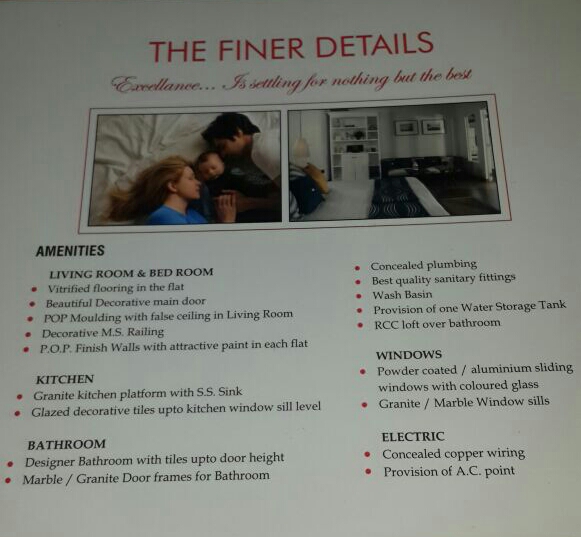 THE FINER DETAILS
Excellance... Is settling for nothing but the best
AMENITIES
LIVING ROOM & BED ROOM
Vitrified flooring in the flat
Beautiful Decorative main door
POP Moulding with false ceiling in Living Room
Decorative M.S. Railing
P.O.P. Finish Walls with attractive paint in each flat
KITCHEN
Granite kitchen platform with S.S. Sink
Glazed decorative tiles upto kitchen window sill level
BATHROOM
Designer Bathroom with tiles upto door height
Marble / Granite Door frames for Bathroom
Concealed plumbing
Best quality sanitary fittings
Wash Basin
Provision of one Water Storage Tank
RCC loft over bathroom
WINDOWS
Powder coated / aluminium sliding
windows with coloured glass
Granite / Marble Window sills
ELECTRIC
Concealed copper wiring
Provision of A.C. point